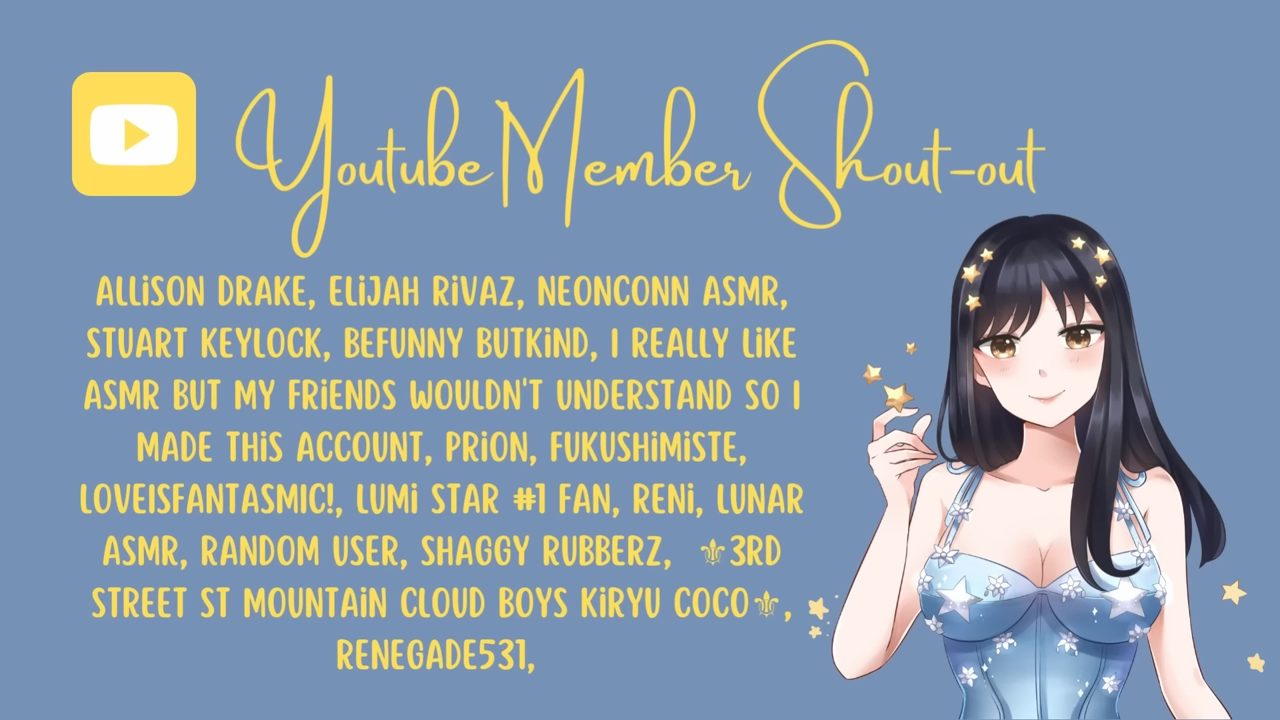 Youtube Member Shout-out
ALLiSON DRAKE, ELiJAH RiVAZ, NEONCONN ASMR,
STUART KEYLOCK, BEFUNNY BUTKiND, I REALLY LiKE
ASMR BUT MY FRiENDS WOULDN'T UNDERSTAND SO I
MADE THiS ACCOUNT, PRiON, FUKUSHiMiSTE,
LOVEISFANTASMIC!, LUMi STAR #1 FAN, RENi, LUNAR
ASMR, RANDOM USER, SHAGGY RUBBERZ, ⚜3RD
STREET ST MOUNTAiN CLOUD BOYS KiRYU COCO⚜,
RENEGADE531,